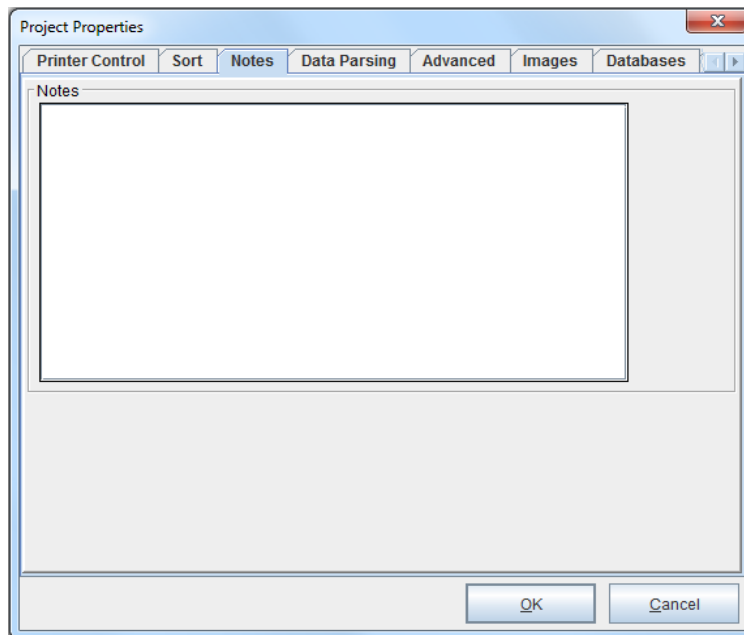 Project Properties
Printer Control Sort Notes Data Parsing Advanced Images Databases
Notes
OK Cancel